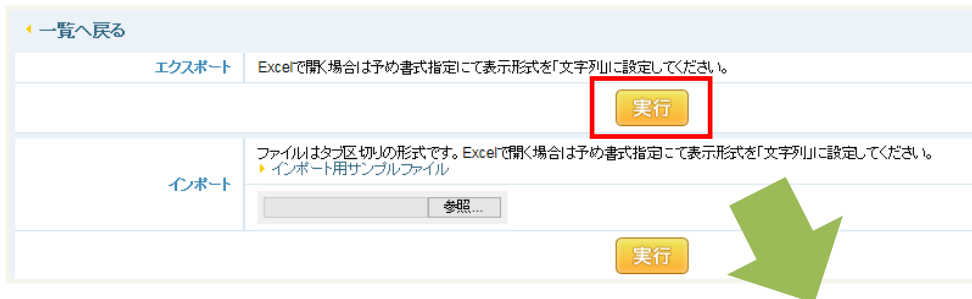 一覧へ戻る
エクスポート Excelで開く場合は予め書式指定にて表示形式を「文字列」に設定してください。
実行
ファイルはタブ区切りの形式です。Excelで開く場合は予め書式指定にて表示形式を「文字列」に設定してください。
インポート用サンプルファイル
インポート
参照...
実行